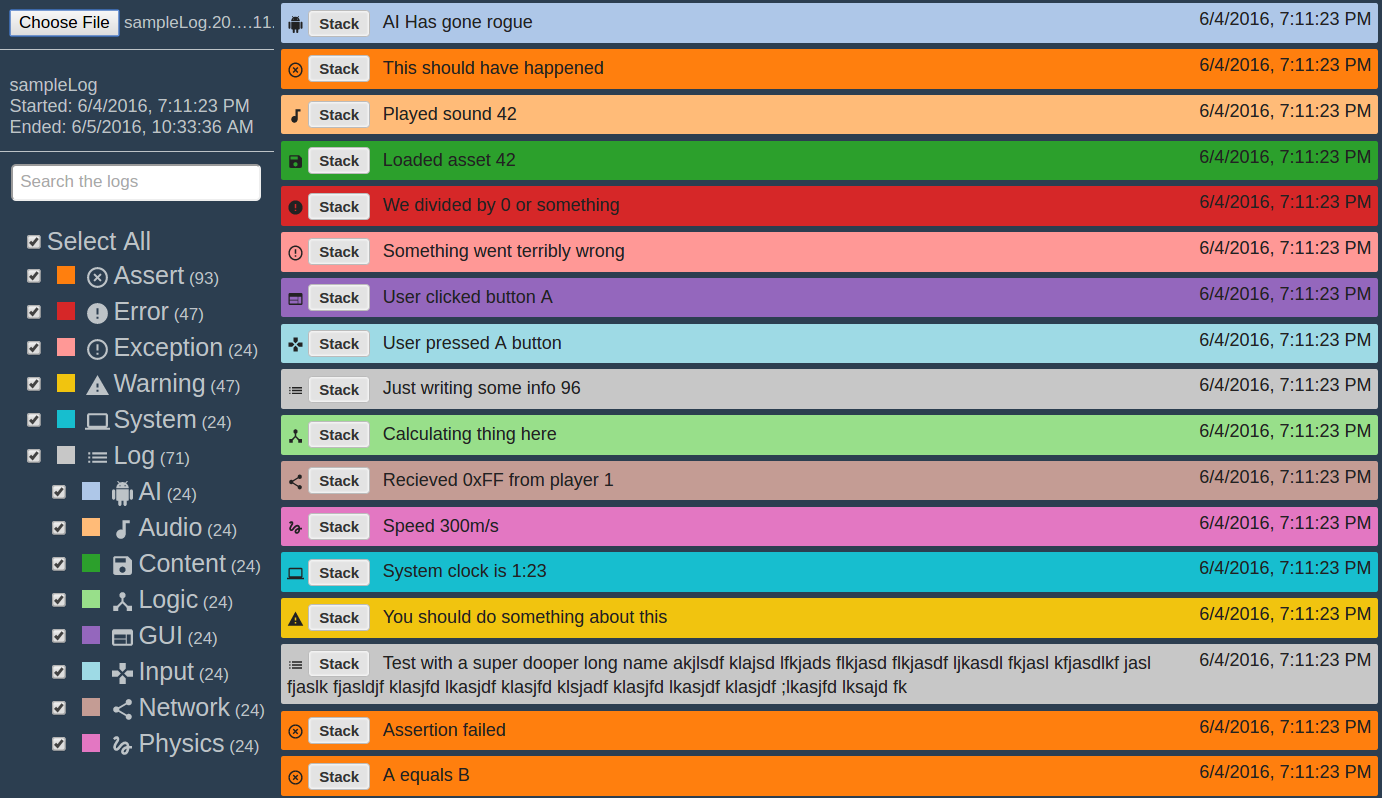 Choose File sampleLog.20….11.
sampleLog
Started: 6/4/2016, 7:11:23 PM
Ended: 6/5/2016, 10:33:36 AM
Search the logs
Select All
Assert (93)
Error (47)
Exception (24)
Warning (47)
System (24)
Log (71)
AI (24)
Audio (24)
Content (24)
Logic (24)
GUI (24)
Input (24)
Network (24)
Physics (24)
Stack AI Has gone rogue 6/4/2016, 7:11:23 PM
Stack This should have happened 6/4/2016, 7:11:23 PM
Stack Played sound 42 6/4/2016, 7:11:23 PM
Stack Loaded asset 42 6/4/2016, 7:11:23 PM
Stack We divided by 0 or something 6/4/2016, 7:11:23 PM
Stack Something went terribly wrong 6/4/2016, 7:11:23 PM
Stack User clicked button A 6/4/2016, 7:11:23 PM
Stack User pressed A button 6/4/2016, 7:11:23 PM
Stack Just writing some info 96 6/4/2016, 7:11:23 PM
Stack Calculating thing here 6/4/2016, 7:11:23 PM
Stack Recieved 0xFF from player 1 6/4/2016, 7:11:23 PM
Stack Speed 300m/s 6/4/2016, 7:11:23 PM
Stack System clock is 1:23 6/4/2016, 7:11:23 PM
Stack You should do something about this 6/4/2016, 7:11:23 PM
Stack Test with a super dooper long name akjlsdf klajsd lfkjads flkjasd flkjasdf ljkasdl fkjasl kfjasdlkf jasl 6/4/2016, 7:11:23 PM
fjaslk fjasldjf klasjfd lkasjdf klasjfd klsjadf klasjfd lkasjdf klasjdf ;lkasjfd lksajd fk
Stack Assertion failed 6/4/2016, 7:11:23 PM
Stack A equals B 6/4/2016, 7:11:23 PM